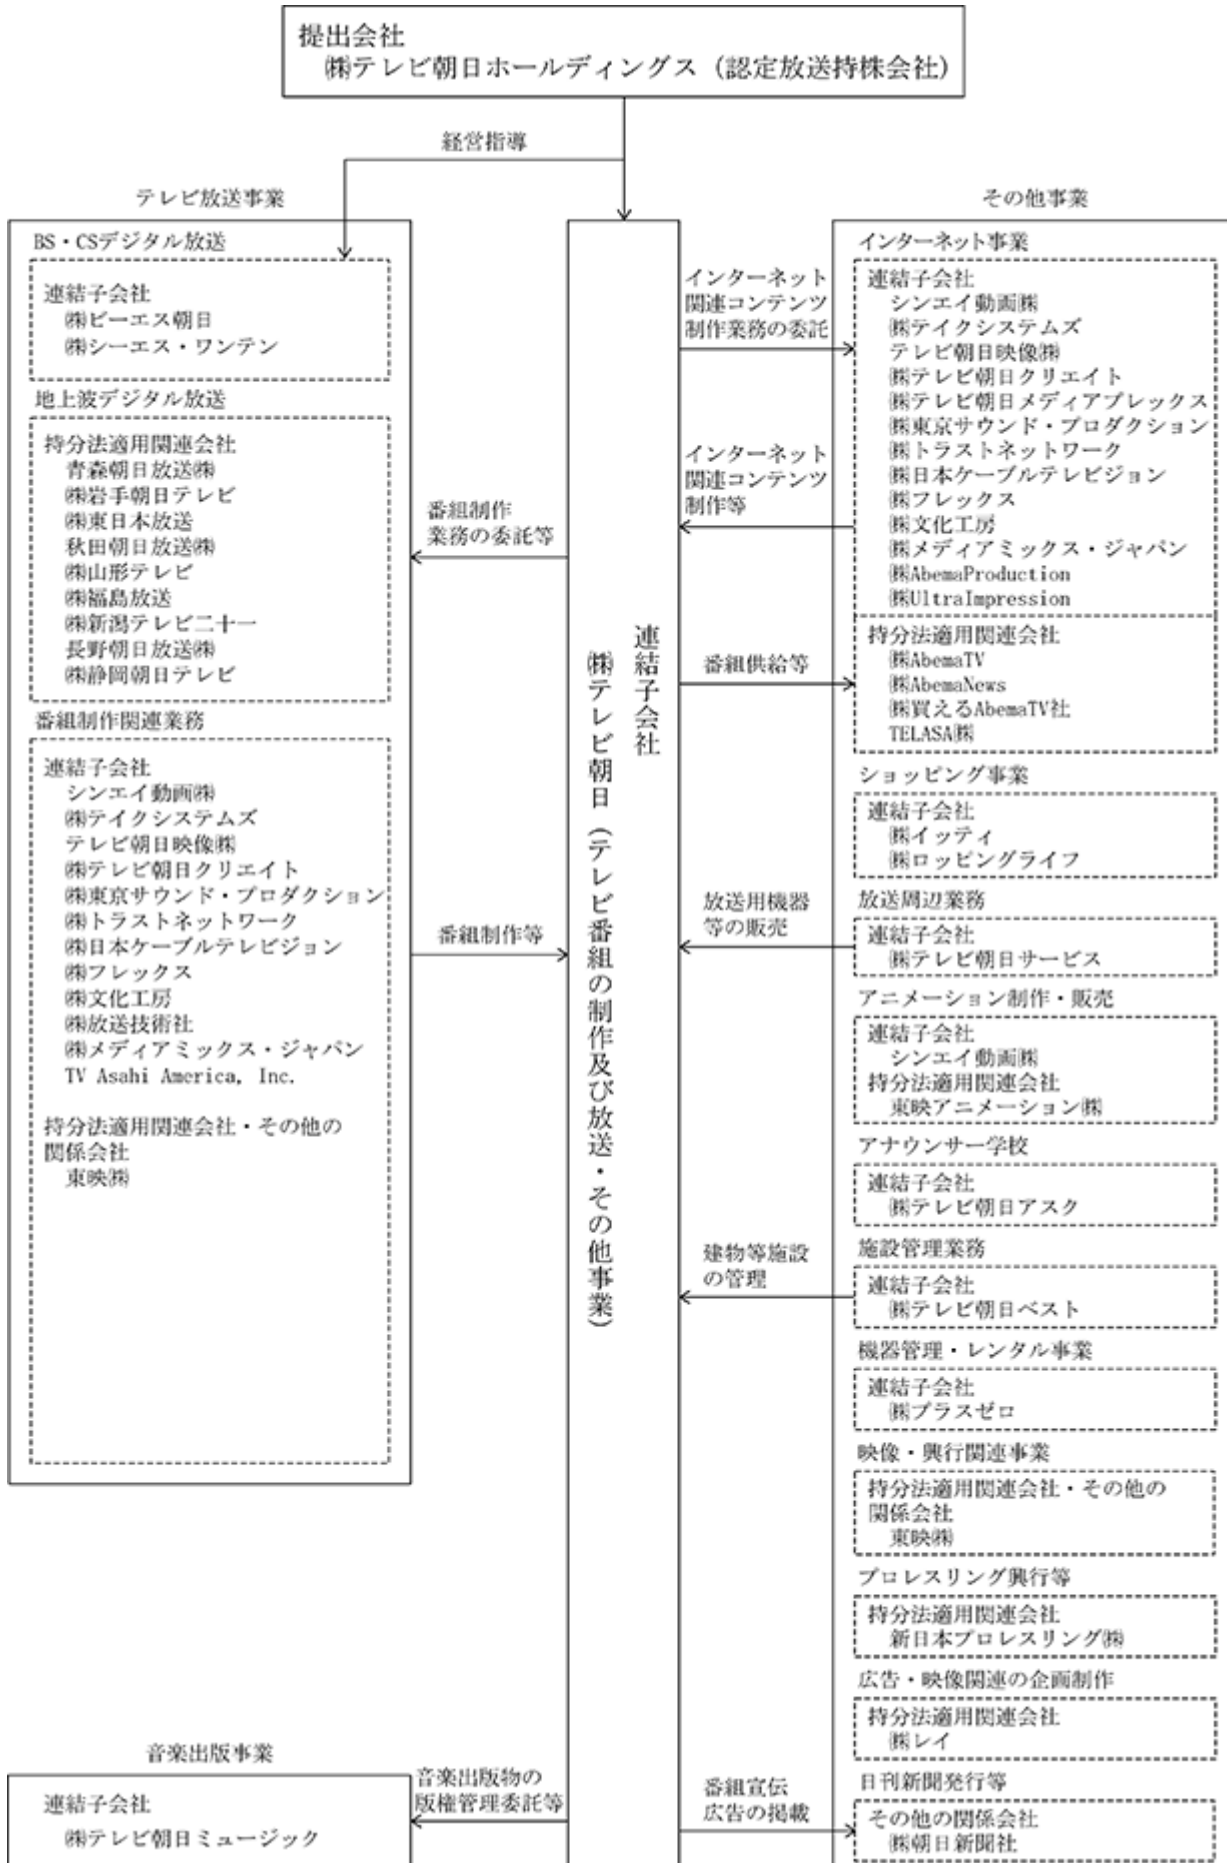 提出会社
㈱テレビ朝日ホールディングス（認定放送持株会社）
経営指導
テレビ放送事業
BS・CSデジタル放送
連結子会社
㈱ビーエス朝日
㈱シーエス・ワンテン
地上波デジタル放送
持分法適用関連会社
青森朝日放送㈱
㈱岩手朝日テレビ
㈱東日本放送
秋田朝日放送㈱
㈱山形テレビ
㈱福島放送
㈱新潟テレビ二十一
長野朝日放送㈱
㈱静岡朝日テレビ
番組制作関連業務
連結子会社
シンエイ動画㈱
㈱テイクシステムズ
テレビ朝日映像㈱
㈱テレビ朝日クリエイト
㈱東京サウンド・プロダクション
㈱トラストネットワーク
㈱日本ケーブルテレビジョン
㈱フレックス
㈱文化工房
㈱放送技術社
㈱メディアミックス・ジャパン
TV Asahi America, Inc.
持分法適用関連会社・その他の
関係会社
東映㈱
音楽出版事業
連結子会社
㈱テレビ朝日ミュージック
番組制作
業務の委託等
番組制作等
音楽出版物の
版権管理委託等
連結子会社
㈱テレビ朝日（テレビ番組の制作及び放送・その他事業）
インターネット
関連コンテンツ
制作業務の委託
インターネット
関連コンテンツ
制作等
番組供給等
放送用機器
等の販売
建物等施設
の管理
番組宣伝
広告の掲載
その他事業
インターネット事業
連結子会社
シンエイ動画㈱
㈱テイクシステムズ
テレビ朝日映像㈱
㈱テレビ朝日クリエイト
㈱テレビ朝日メディアプレックス
㈱東京サウンド・プロダクション
㈱トラストネットワーク
㈱日本ケーブルテレビジョン
㈱フレックス
㈱文化工房
㈱メディアミックス・ジャパン
㈱AbemaProduction
㈱UltraImpression
持分法適用関連会社
㈱AbemaTV
㈱AbemaNews
㈱買えるAbemaTV社
TELASA㈱
ショッピング事業
連結子会社
㈱イッティ
㈱ロッピングライフ
放送周辺業務
連結子会社
㈱テレビ朝日サービス
アニメーション制作・販売
連結子会社
シンエイ動画㈱
持分法適用関連会社
東映アニメーション㈱
アナウンサー学校
連結子会社
㈱テレビ朝日アスク
施設管理業務
連結子会社
㈱テレビ朝日ベスト
機器管理・レンタル事業
連結子会社
㈱プラスゼロ
映像・興行関連事業
持分法適用関連会社・その他の
関係会社
東映㈱
プロレスリング興行等
持分法適用関連会社
新日本プロレスリング㈱
広告・映像関連の企画制作
持分法適用関連会社
㈱レイ
日刊新聞発行等
その他の関係会社
㈱朝日新聞社